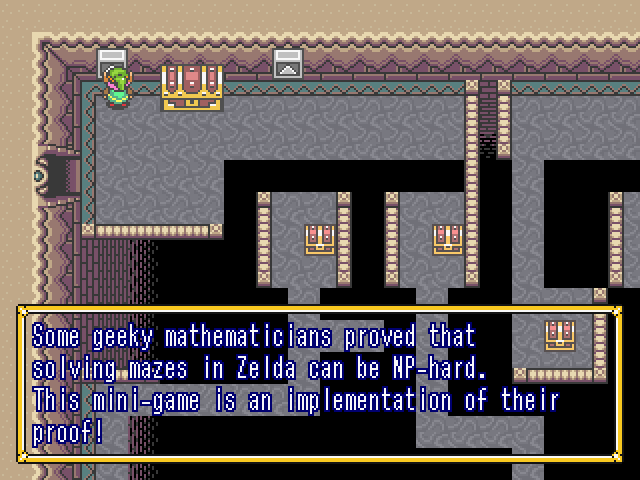 Some geeky mathematicians proved that
solving mazes in Zelda can be NP-hard.
This mini-game is an implementation of their
proof!